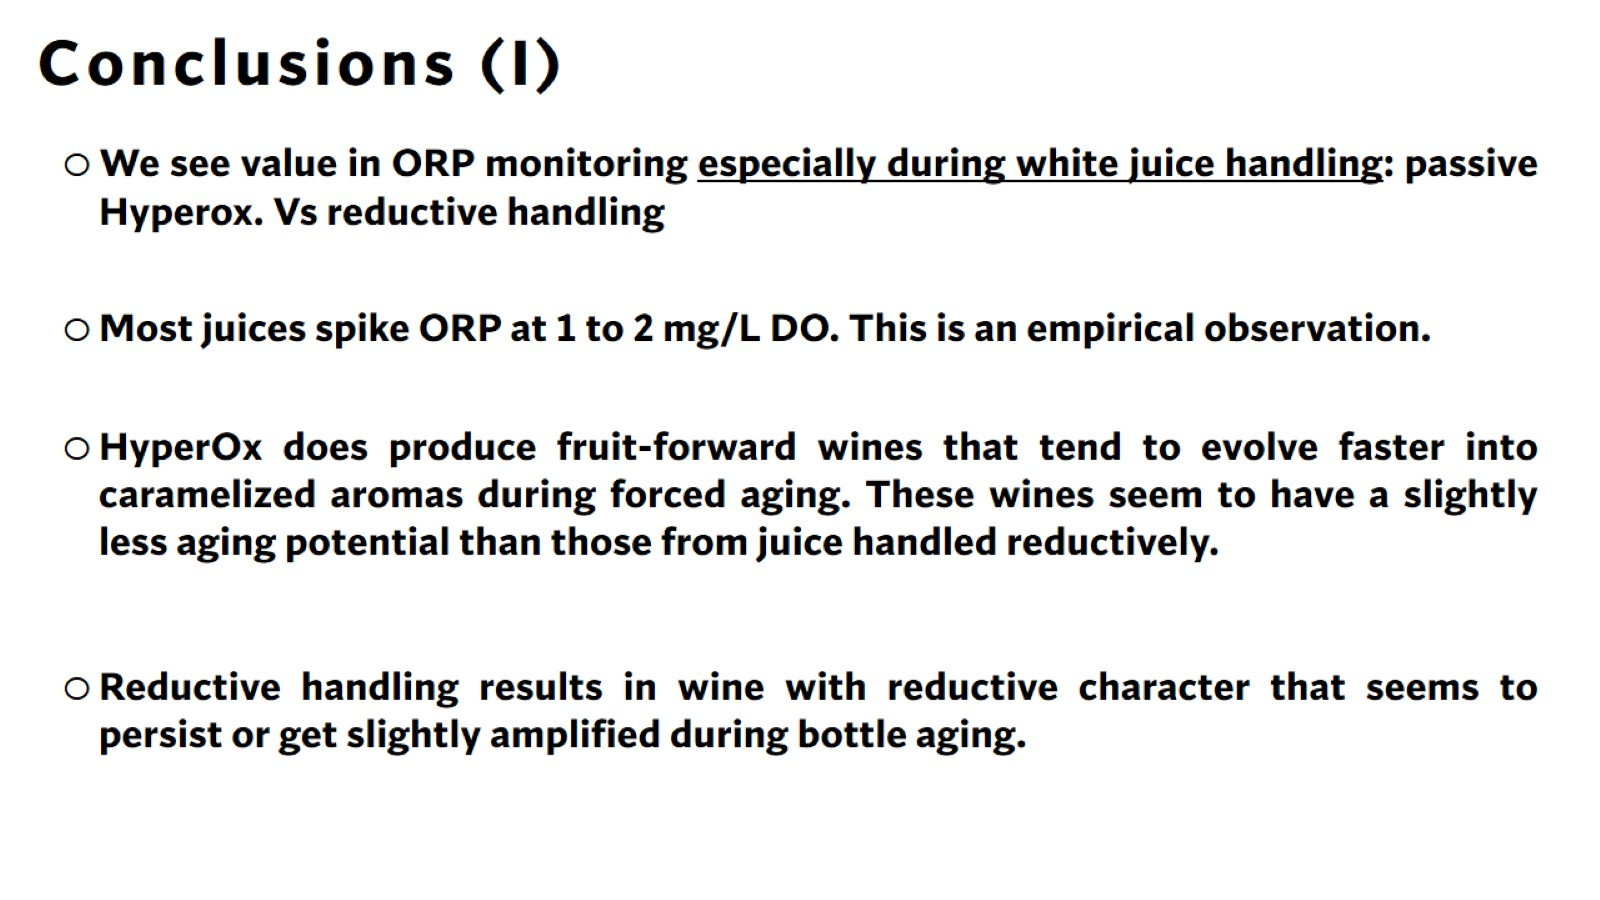 Conclusions (I)
○ We see value in ORP monitoring especially during white juice handling: passive
Hyperox. Vs reductive handling
○ Most juices spike ORP at 1 to 2 mg/L DO. This is an empirical observation.
○ HyperOx does produce fruit-forward wines that tend to evolve faster into
caramelized aromas during forced aging. These wines seem to have a slightly
less aging potential than those from juice handled reductively.
○ Reductive handling results in wine with reductive character that seems to
persist or get slightly amplified during bottle aging.